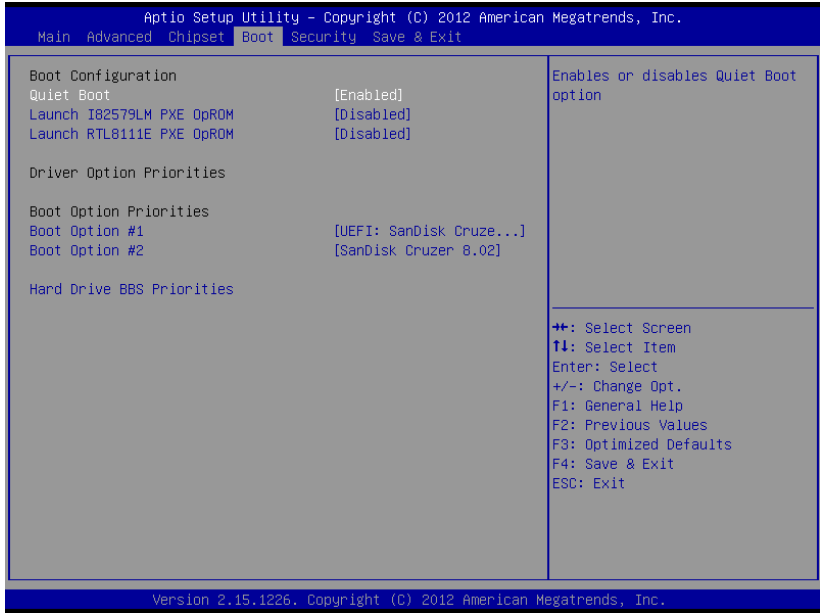 Aptio Setup Utility – Copyright (C) 2012 American Megatrends, Inc.
Main Advanced Chipset Boot Security Save & Exit
Boot Configuration
Quiet Boot [Enabled]
Launch I82579LM PXE OpROM [Disabled]
Launch RTL8111E PXE OpROM [Disabled]
Driver Option Priorities
Boot Option Priorities
Boot Option #1 [UEFI: SanDisk Cruze...]
Boot Option #2 [SanDisk Cruzer 8.02]
Hard Drive BBS Priorities
Enables or disables Quiet Boot
option
→←: Select Screen
↑↓: Select Item
Enter: Select
+/-: Change Opt.
F1: General Help
F2: Previous Values
F3: Optimized Defaults
F4: Save & Exit
ESC: Exit
Version 2.15.1226. Copyright (C) 2012 American Megatrends, Inc.